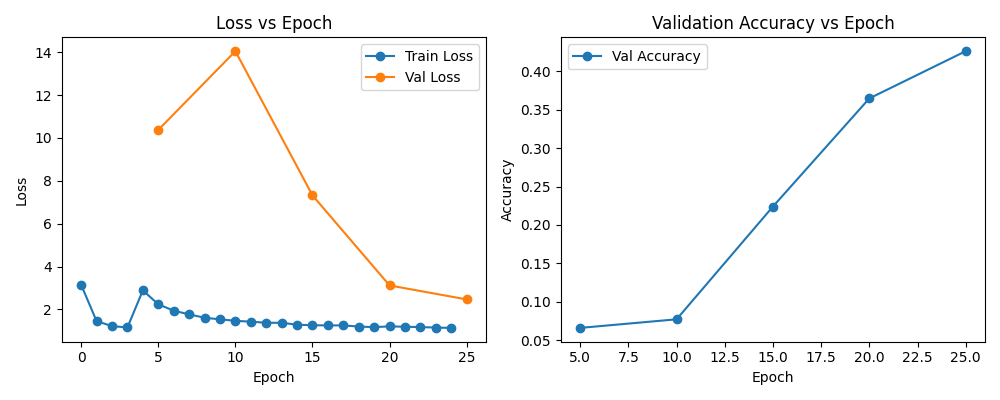 Loss vs Epoch
14
12
10
8
6
4
2
Loss
Train Loss
Val Loss
0 5 10 15 20 25
Epoch
Validation Accuracy vs Epoch
0.40
0.35
0.30
0.25
0.20
0.15
0.10
0.05
Accuracy
Val Accuracy
5.0 7.5 10.0 12.5 15.0 17.5 20.0 22.5 25.0
Epoch